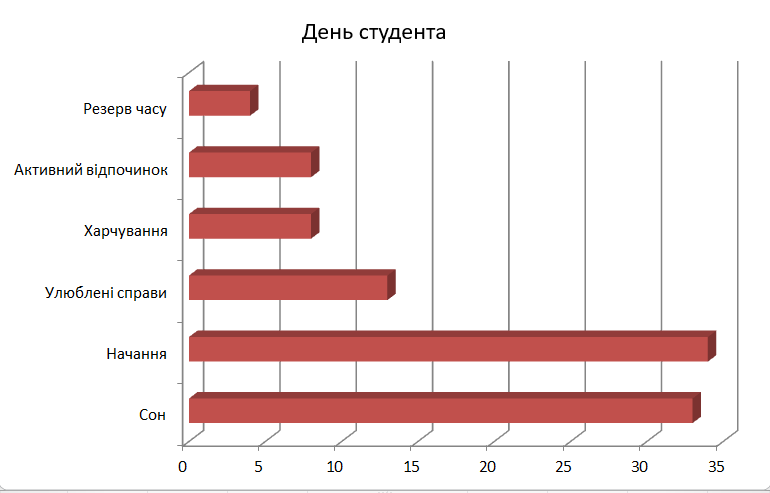 День студента
Резерв часу
Активний відпочинок
Харчування
Улюблені справи
Начання
Сон
0 5 10 15 20 25 30 35